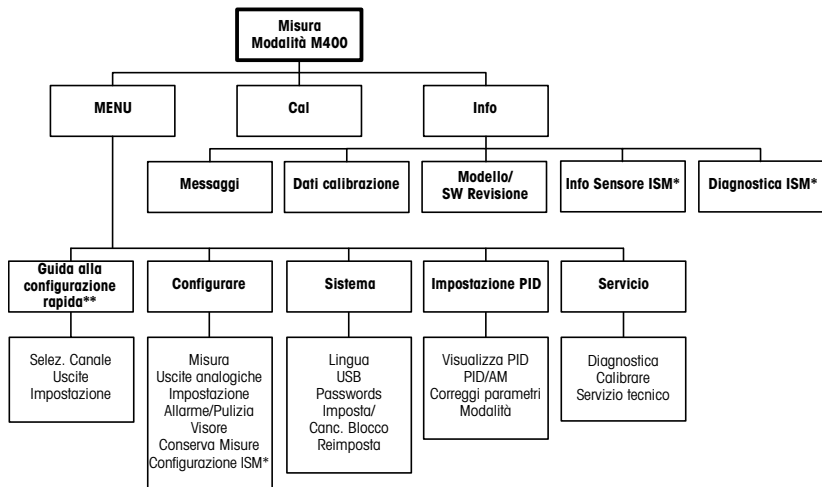 Misura
Modalità M400
MENU
Cal
Info
Messaggi
Dati calibrazione
Modello/
SW Revisione
Info Sensore ISM*
Diagnostica ISM*
Guida alla
configurazione
rapida**
Configurare
Sistema
Impostazione PID
Servicio
Selez. Canale
Uscite
Impostazione
Misura
Uscite analogiche
Impostazione
Allarme/Pulizia
Visore
Conserva Misure
Configurazione ISM*
Lingua
USB
Passwords
Imposta/
Canc. Blocco
Reimposta
Visualizza PID
PID/AM
Correggi parametri
Modalità
Diagnostica
Calibrare
Servizio tecnico